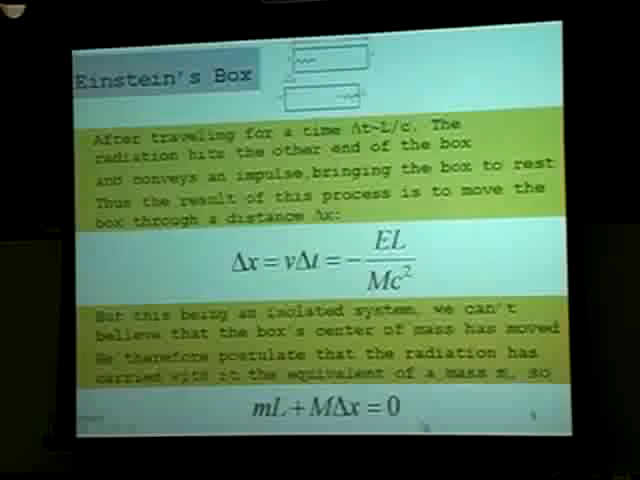 Einstein's Box
After traveling for a time Δt~L/c. The
radiation hits the other end of the box
and conveys an impulse, bringing the box to rest
Thus the result of this process is to move the
box through a distance Δx:
Δx = vΔt = − EL / Mc²
But this being an isolated system, we can't
believe that the box's center of mass has moved
We therefore postulate that the radiation has
carried with it the equivalent of a mass m, so
mL + MΔx = 0